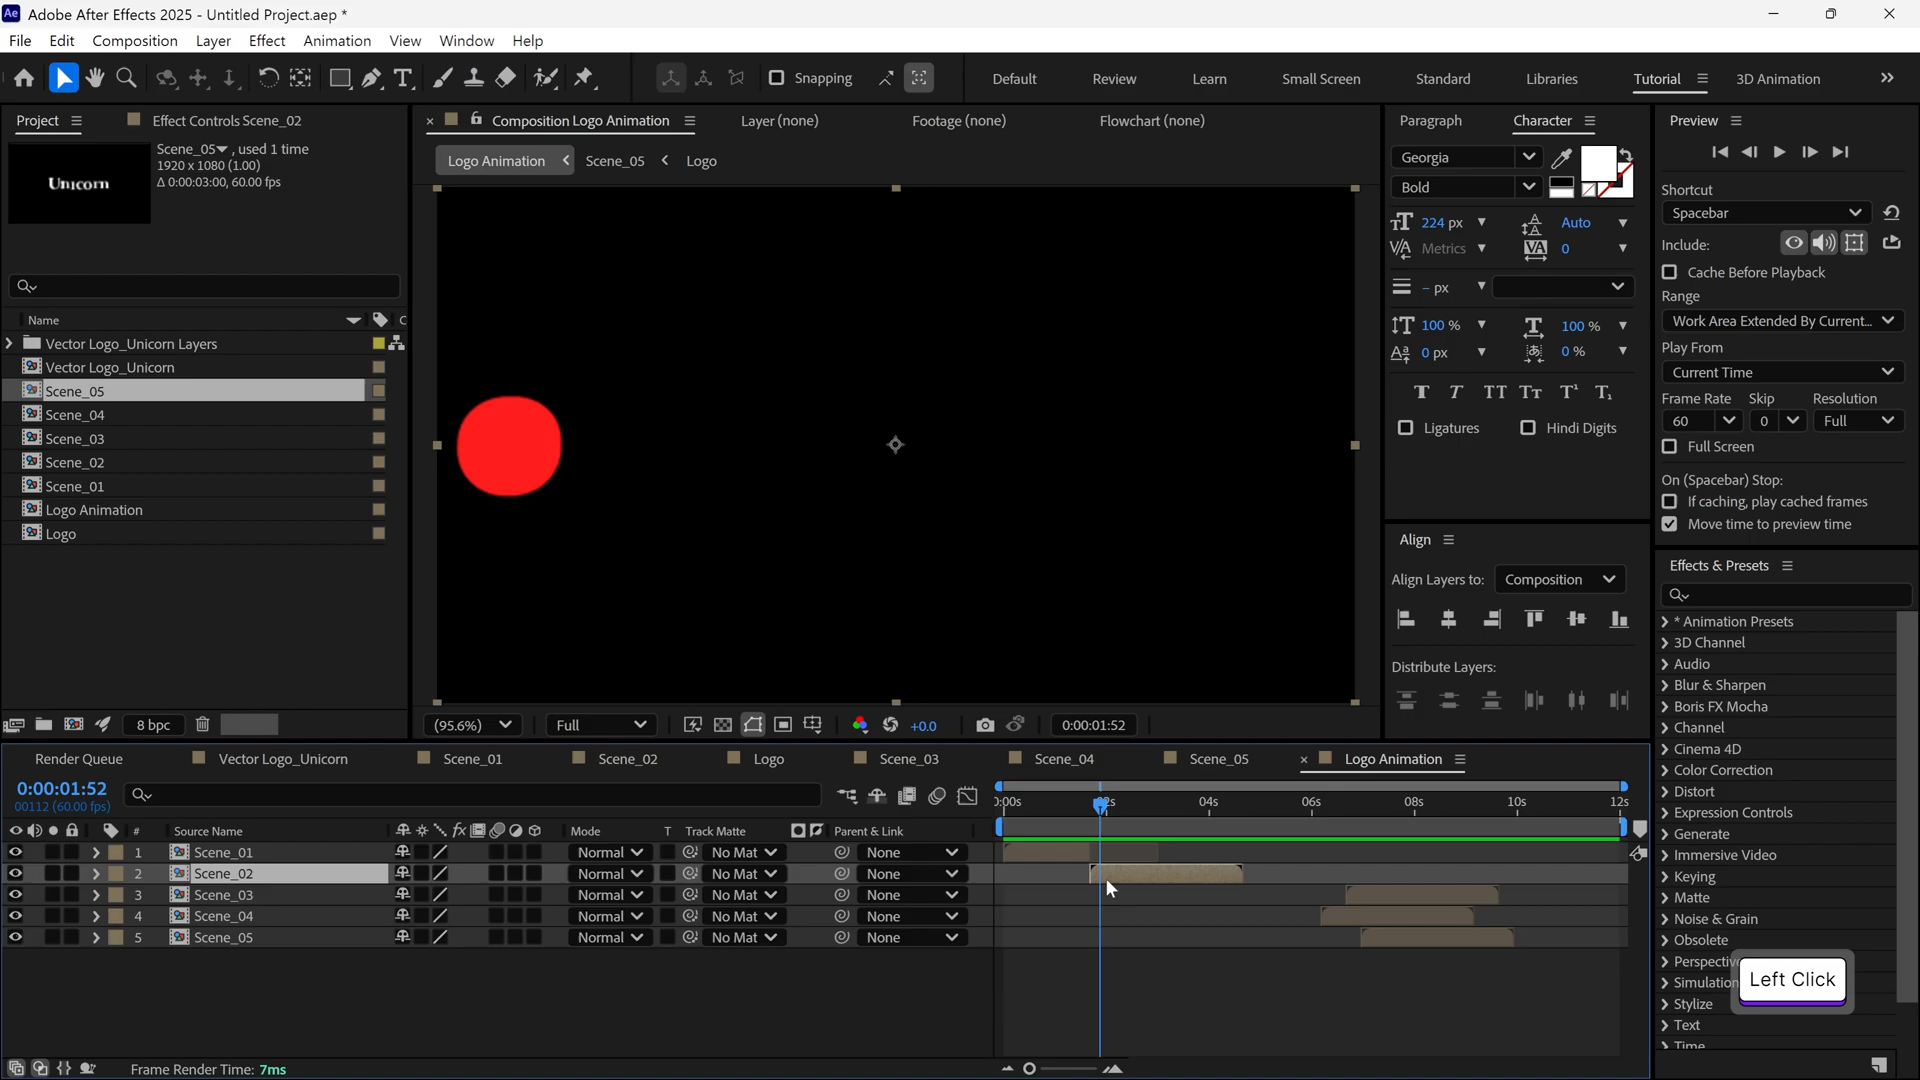 Ae Adobe After Effects 2025 - Untitled Project.aep *
File Edit Composition Layer Effect Animation View Window Help
Snapping
Default Review Learn Small Screen Standard Libraries Tutorial 3D Animation
Project Effect Controls Scene_02
Unicorn
Scene_05 , used 1 time
1920 x 1080 (1.00)
Δ 0:00:03:00, 60.00 fps
Name
Vector Logo_Unicorn Layers
Vector Logo_Unicorn
Scene_05
Scene_04
Scene_03
Scene_02
Scene_01
Logo Animation
Logo
8 bpc
Composition Logo Animation Layer (none) Footage (none) Flowchart (none)
Logo Animation Scene_05 Logo
(95.6%) Full +0.0 0:00:01:52
Paragraph Character
Georgia
Bold
224 px Auto
Metrics 0
– px
100 % 100 %
0 px 0 %
Ligatures Hindi Digits
Align
Align Layers to: Composition
Distribute Layers:
Preview
Shortcut
Spacebar
Include:
Cache Before Playback
Range
Work Area Extended By Current...
Play From
Current Time
Frame Rate Skip Resolution
60 0 Full
Full Screen
On (Spacebar) Stop:
If caching, play cached frames
Move time to preview time
Effects & Presets
* Animation Presets
3D Channel
Audio
Blur & Sharpen
Boris FX Mocha
Channel
Cinema 4D
Color Correction
Distort
Expression Controls
Generate
Immersive Video
Keying
Matte
Noise & Grain
Obsolete
Perspectiv
Simulation
Stylize
Text
Time
Left Click
Render Queue Vector Logo_Unicorn Scene_01 Scene_02 Logo Scene_03 Scene_04 Scene_05 Logo Animation
0:00:01:52
00112 (60.00 fps)
04s 06s 08s 10s 12s
# Source Name Mode T Track Matte Parent & Link
1 Scene_01 Normal No Mat None
2 Scene_02 Normal No Mat None
3 Scene_03 Normal No Mat None
4 Scene_04 Normal No Mat None
5 Scene_05 Normal No Mat None
Frame Render Time: 7ms